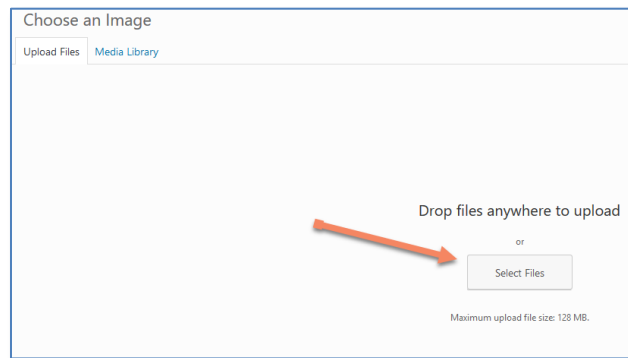 Choose an Image
Upload Files Media Library
Drop files anywhere to upload
or
Select Files
Maximum upload file size: 128 MB.